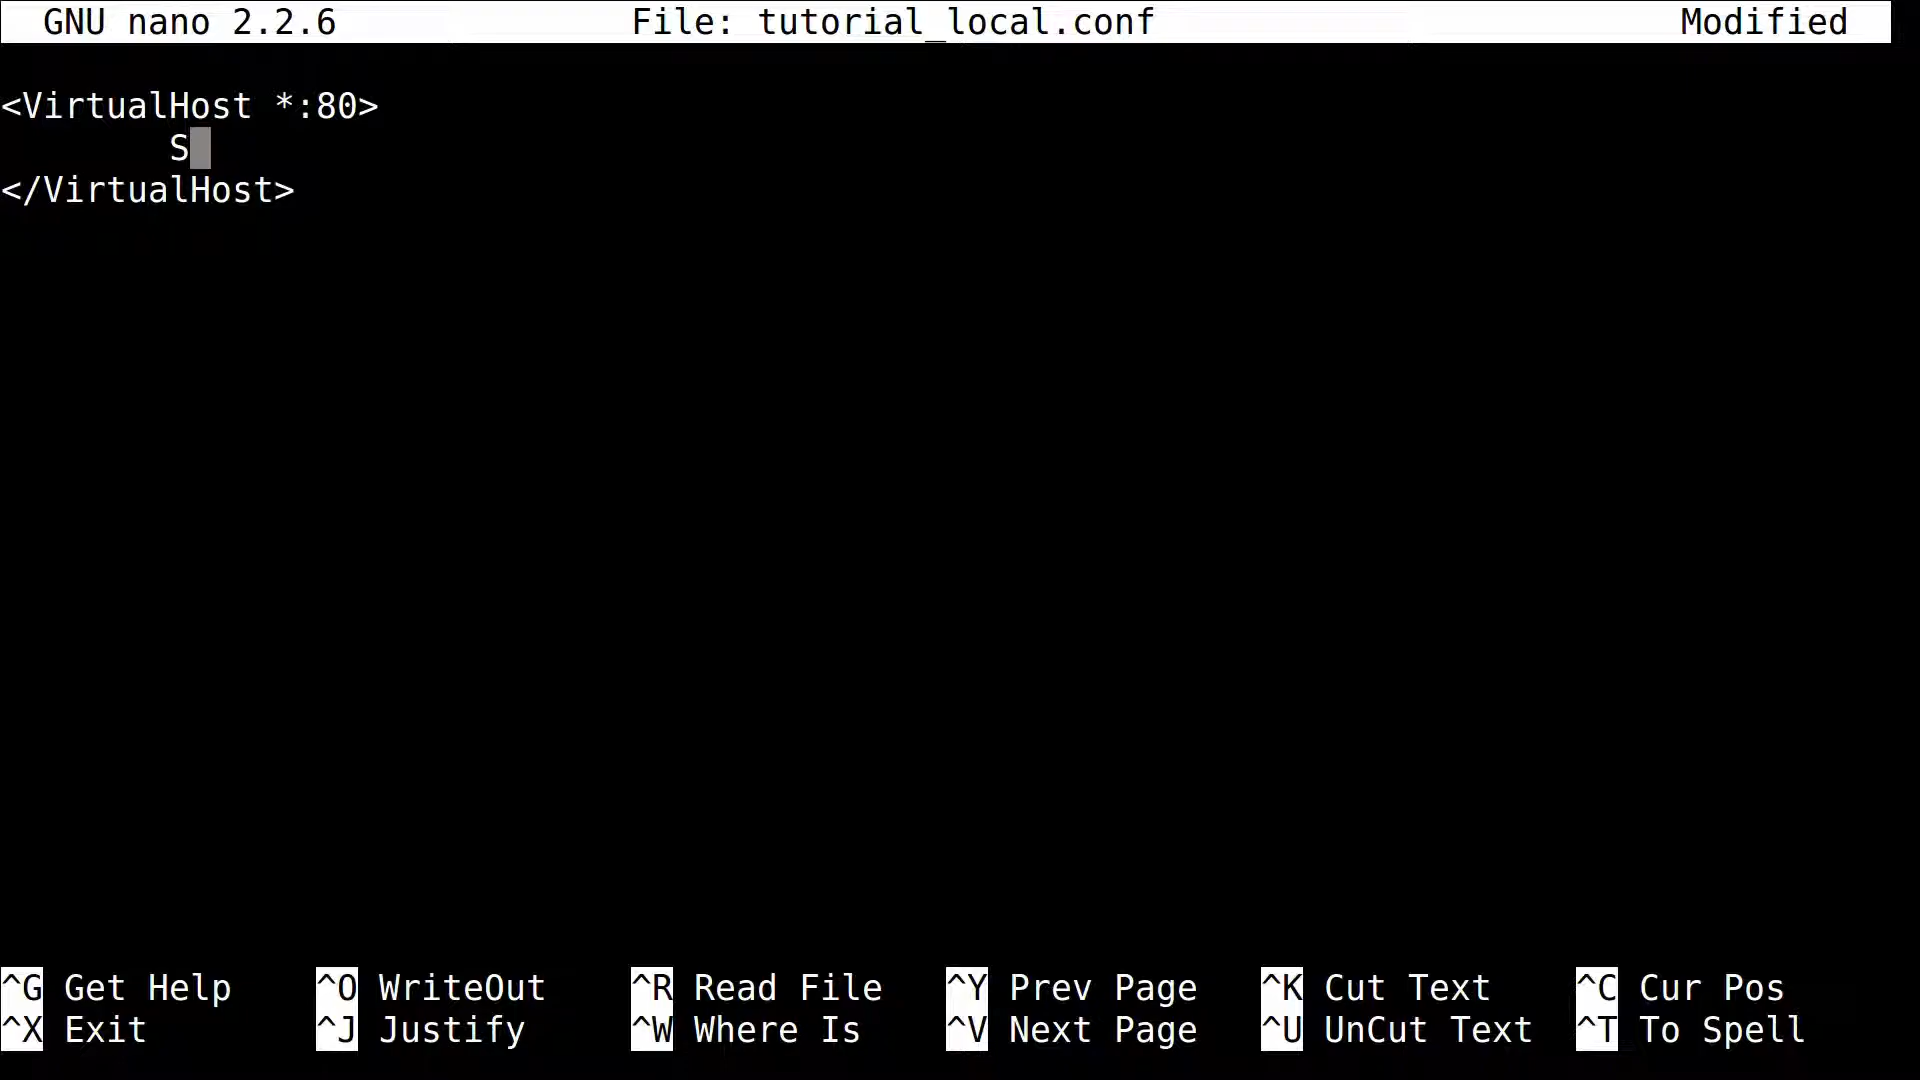 GNU nano 2.2.6 File: tutorial_local.conf Modified
<VirtualHost *:80>
S
</VirtualHost>
^G Get Help ^O WriteOut ^R Read File ^Y Prev Page ^K Cut Text ^C Cur Pos
^X Exit ^J Justify ^W Where Is ^V Next Page ^U UnCut Text ^T To Spell